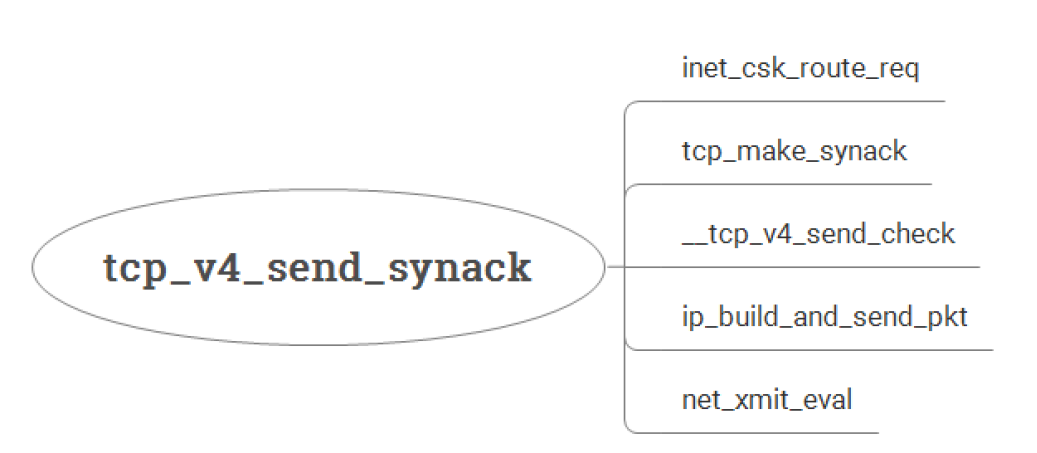 tcp_v4_send_synack
inet_csk_route_req
tcp_make_synack
__tcp_v4_send_check
ip_build_and_send_pkt
net_xmit_eval